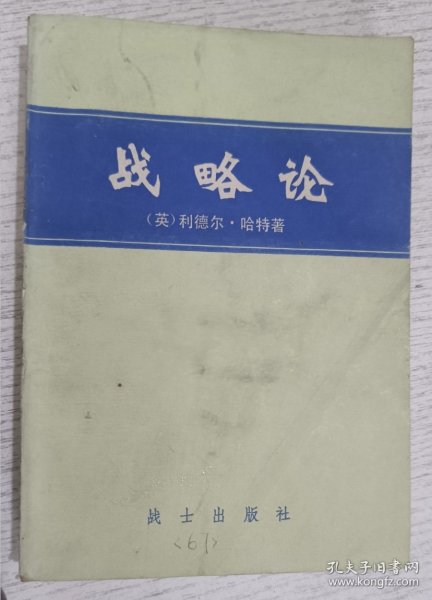 战略论
(英)利德尔·哈特著
战士出版社
<61>
孔夫子旧书网
www.kongfz.com